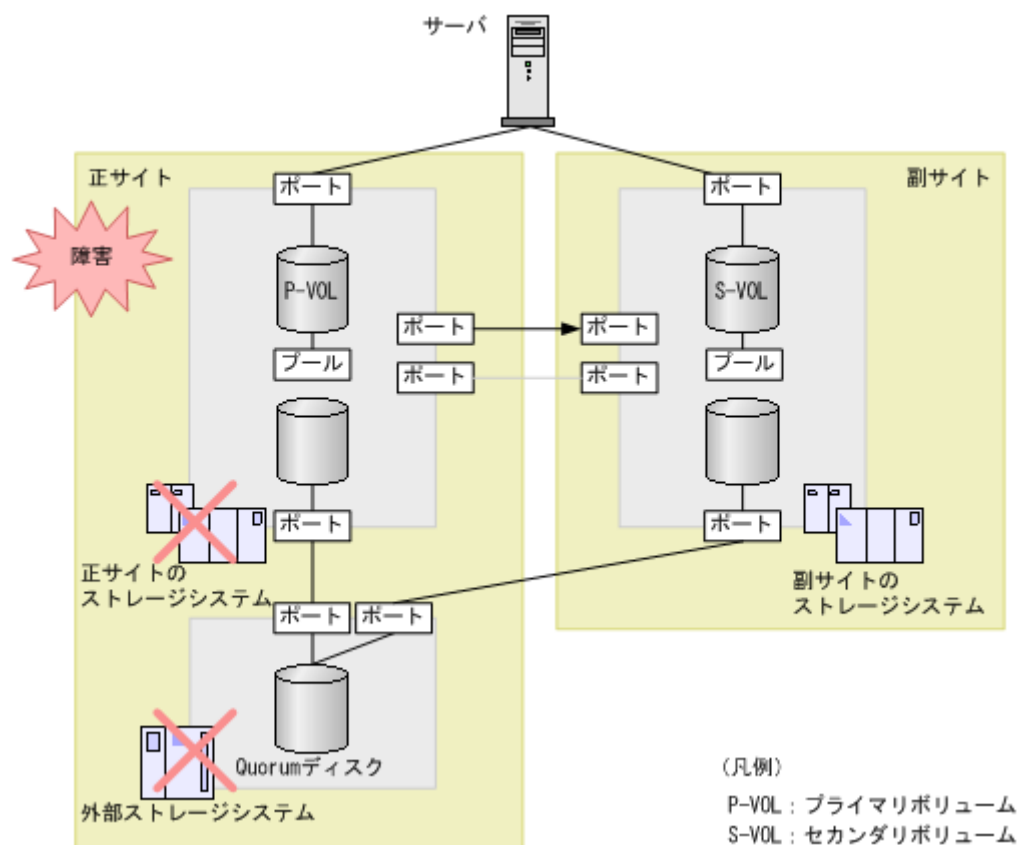 サーバ
正サイト
副サイト
ポート
ポート
障害
P-VOL
S-VOL
ポート
ポート
プール
ポート
ポート
プール
ポート
ポート
正サイトの
ストレージシステム
副サイトの
ストレージシステム
ポート
ポート
Quorumディスク
外部ストレージシステム
(凡例)
P-VOL：プライマリボリューム
S-VOL：セカンダリボリューム